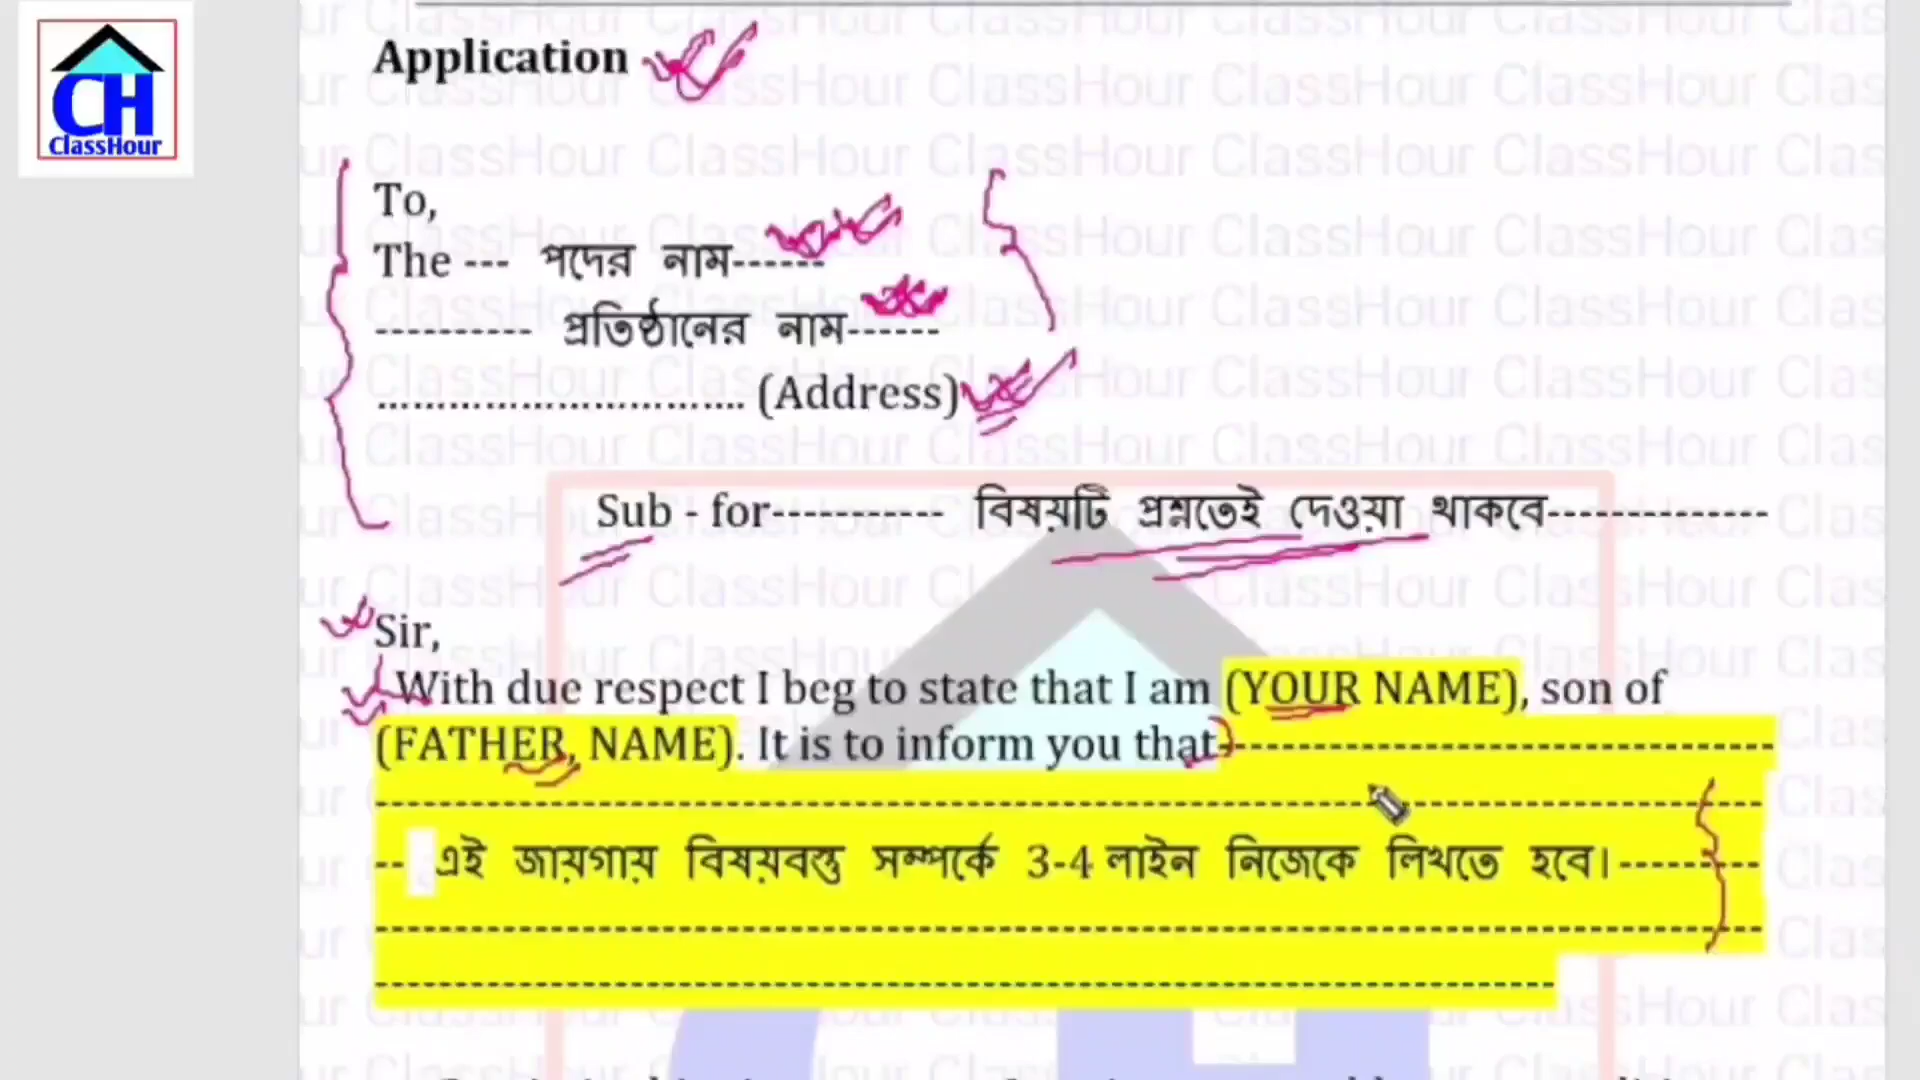 CH
ClassHour
Application
To,
The --- পদের নাম------
----------- প্রতিষ্ঠানের নাম------
................................ (Address)
Sub - for----------- বিষয়টি প্রশ্নতেই দেওয়া থাকবে--------------
Sir,
With due respect I beg to state that I am (YOUR NAME), son of
(FATHER, NAME). It is to inform you that-----------------------------------
--------------------------------------------------------------------------------
-- এই জায়গায় বিষয়বস্তু সম্পর্কে 3-4 লাইন নিজেকে লিখতে হবে।---------
--------------------------------------------------------------------------------
--------------------------------------------------------------------